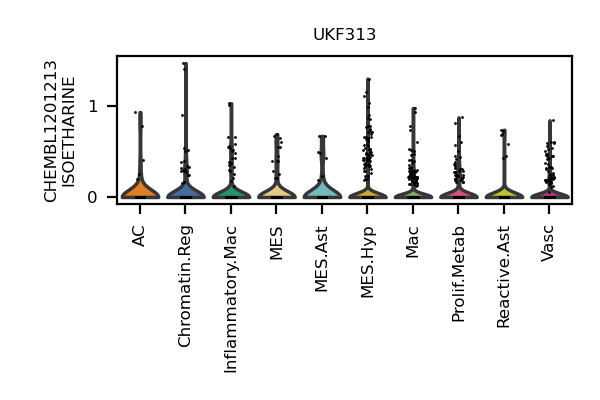 UKF313
CHEMBL1201213
ISOETHARINE
1
0
AC
Chromatin.Reg
Inflammatory.Mac
MES
MES.Ast
MES.Hyp
Mac
Prolif.Metab
Reactive.Ast
Vasc